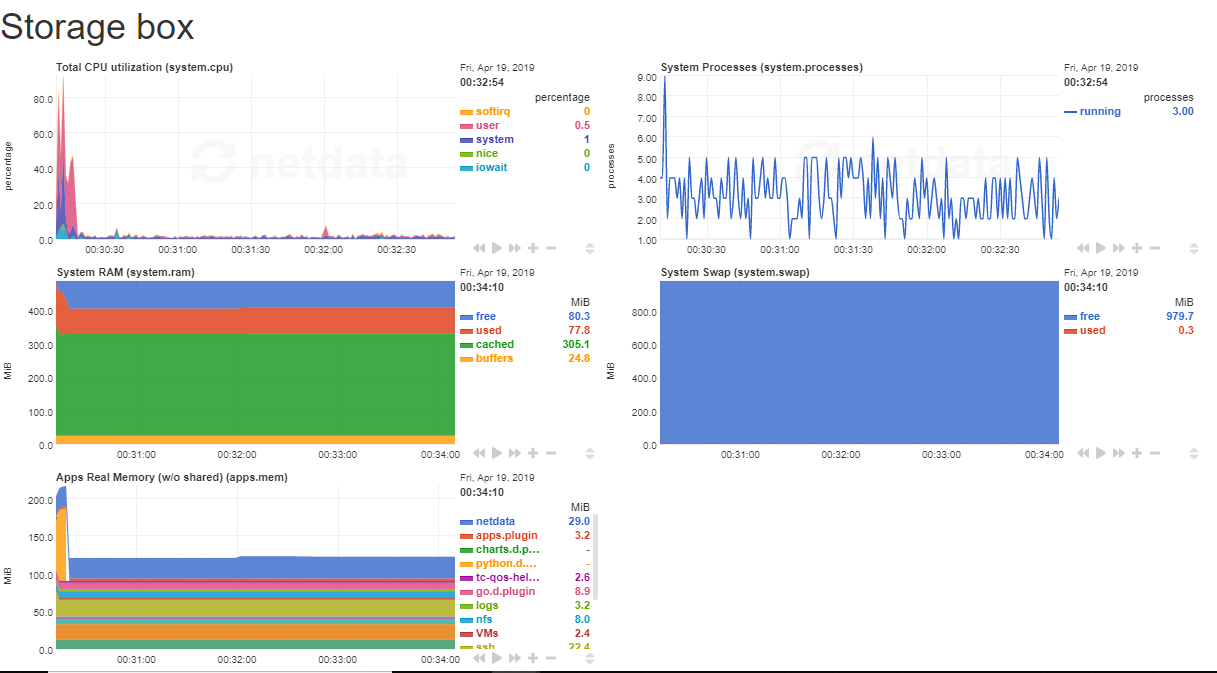 Storage box
Total CPU utilization (system.cpu)
Fri, Apr 19, 2019
00:32:54
percentage
softirq 0
user 0.5
system 1
nice 0
iowait 0
percentage
80.0
60.0
40.0
20.0
0.0
netdata
00:30:30 00:31:00 00:31:30 00:32:00 00:32:30
System Processes (system.processes)
Fri, Apr 19, 2019
00:32:54
processes
running 3.00
processes
9.00
8.00
7.00
6.00
5.00
4.00
3.00
2.00
1.00
netdata
00:30:30 00:31:00 00:31:30 00:32:00 00:32:30
System RAM (system.ram)
Fri, Apr 19, 2019
00:34:10
MiB
free 80.3
used 77.8
cached 305.1
buffers 24.8
MiB
400.0
300.0
200.0
100.0
0.0
00:31:00 00:32:00 00:33:00 00:34:00
System Swap (system.swap)
Fri, Apr 19, 2019
00:34:10
MiB
free 979.7
used 0.3
MiB
800.0
600.0
400.0
200.0
0.0
00:31:00 00:32:00 00:33:00 00:34:00
Apps Real Memory (w/o shared) (apps.mem)
Fri, Apr 19, 2019
00:34:10
MiB
netdata 29.0
apps.plugin 3.2
charts.d.p... -
python.d.... -
tc-qos-hel... 2.6
go.d.plugin 8.9
logs 3.2
nfs 8.0
VMs 2.4
ssh 22.4
MiB
200.0
150.0
100.0
50.0
0.0
00:31:00 00:32:00 00:33:00 00:34:00